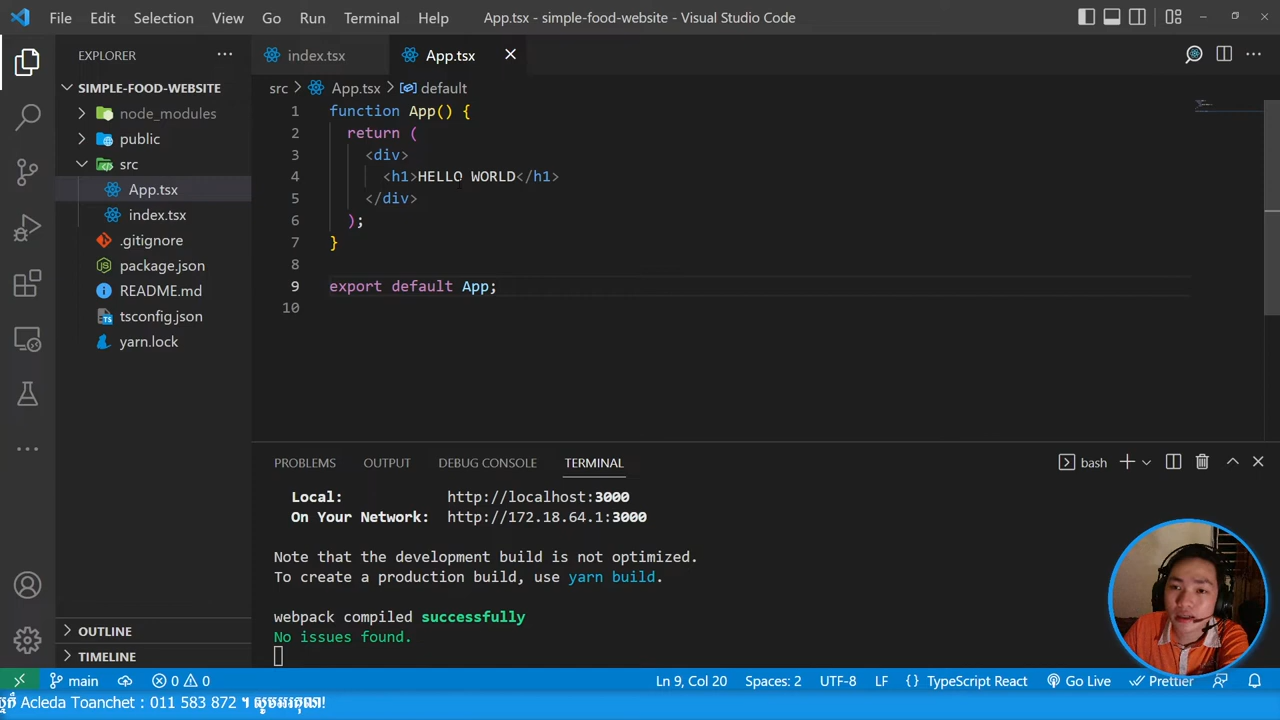 File Edit Selection View Go Run Terminal Help App.tsx - simple-food-website - Visual Studio Code
EXPLORER
index.tsx App.tsx
SIMPLE-FOOD-WEBSITE
src > App.tsx > default
node_modules
public
src
App.tsx
index.tsx
.gitignore
package.json
README.md
tsconfig.json
yarn.lock
OUTLINE
TIMELINE
1 function App() {
2 return (
3 <div>
4 <h1>HELLO WORLD</h1>
5 </div>
6 );
7 }
8
9 export default App;
10
PROBLEMS OUTPUT DEBUG CONSOLE TERMINAL bash
Local: http://localhost:3000
On Your Network: http://172.18.64.1:3000
Note that the development build is not optimized.
To create a production build, use yarn build.
webpack compiled successfully
No issues found.
main 0 0 Ln 9, Col 20 Spaces: 2 UTF-8 LF {} TypeScript React Go Live Prettier
Acleda Toanchet : 011 583 872 ។ សូមអរគុណ!